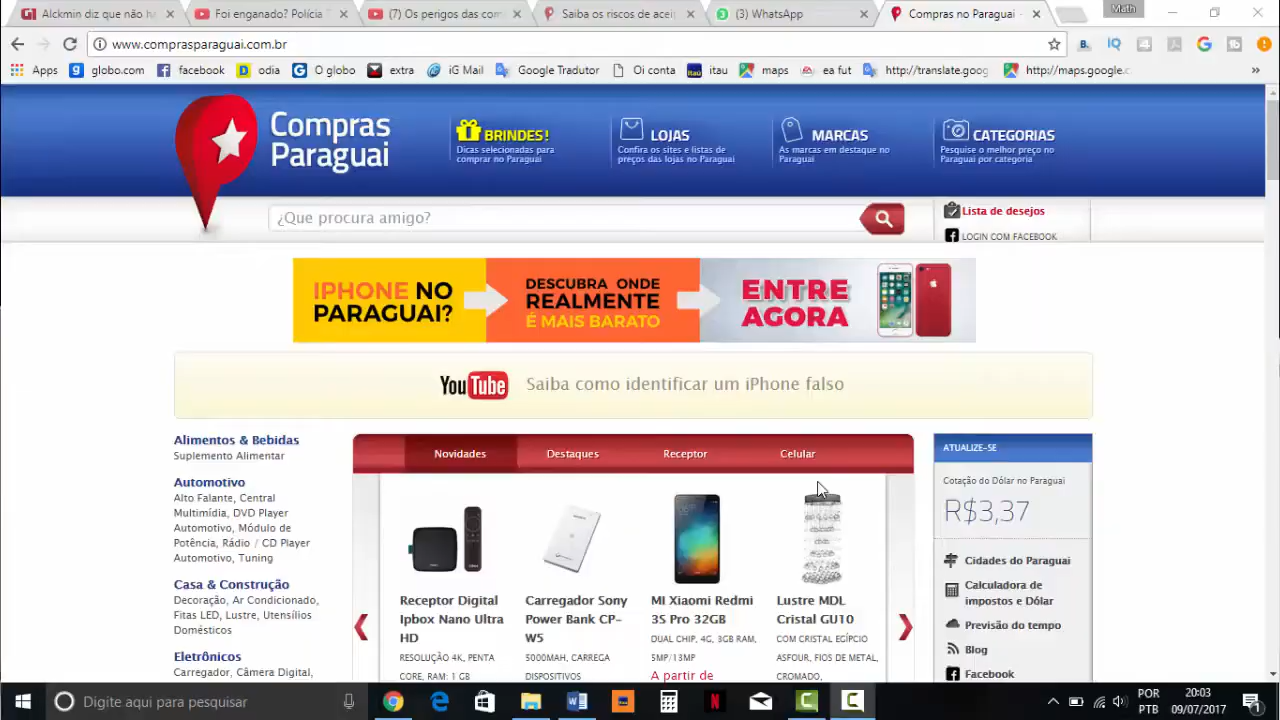 Alckmin diz que não há
Foi enganado? Polícia
(7) Os perigos das com
Saiba os riscos de acei
(3) WhatsApp
Compras no Paraguai -
Math
www.comprasparaguai.com.br
Apps
globo.com
facebook
odia
O globo
extra
iG Mail
Google Tradutor
Oi conta
itau
maps
ea fut
http://translate.goog
http://maps.google.c
Compras
Paraguai
BRINDES!
Dicas selecionadas para
comprar no Paraguai
LOJAS
Confira os sites e listas de
preços das lojas no Paraguai
MARCAS
As marcas em destaque no
Paraguai
CATEGORIAS
Pesquise o melhor preço no
Paraguai por categoria
¿Que procura amigo?
Lista de desejos
LOGIN COM FACEBOOK
IPHONE NO
PARAGUAI?
DESCUBRA ONDE
REALMENTE
É MAIS BARATO
ENTRE
AGORA
YouTube
Saiba como identificar um iPhone falso
Alimentos & Bebidas
Suplemento Alimentar
Automotivo
Alto Falante, Central
Multimídia, DVD Player
Automotivo, Módulo de
Potência, Rádio / CD Player
Automotivo, Tuning
Casa & Construção
Decoração, Ar Condicionado,
Fitas LED, Lustre, Utensílios
Domésticos
Eletrônicos
Carregador, Câmera Digital,
Novidades
Destaques
Receptor
Celular
Receptor Digital
Ipbox Nano Ultra
HD
RESOLUÇÃO 4K, PENTA
CORE, RAM: 1 GB
Carregador Sony
Power Bank CP-
W5
5000MAH, CARREGA
DISPOSITIVOS
MI Xiaomi Redmi
3S Pro 32GB
DUAL CHIP, 4G, 3GB RAM,
5MP/13MP
A partir de
Lustre MDL
Cristal GU10
COM CRISTAL EGÍPCIO
ASFOUR, FIOS DE METAL,
CROMADO,
ATUALIZE-SE
Cotação do Dólar no Paraguai
R$3,37
Cidades do Paraguai
Calculadora de
impostos e Dólar
Previsão do tempo
Blog
Facebook
Digite aqui para pesquisar
POR
PTB
20:03
09/07/2017